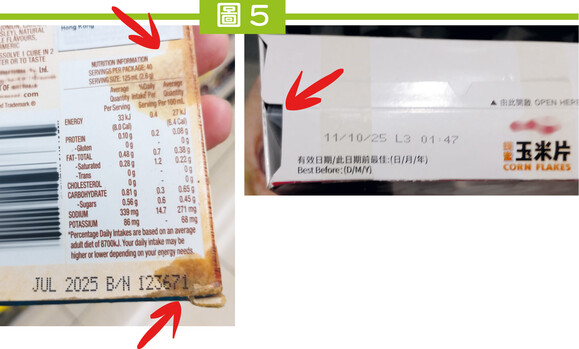 圖5
Hong Kong
NUTRITION INFORMATION
SERVINGS PER PACKAGE: 40
SERVING SIZE: 125 mL (2.5 g)
Average Quantity Per Serving
%Daily Intake* Per Serving
Average Quantity Per 100mL
ENERGY 33 kJ 0.4 27 kJ
(8.0 Cal) (6.4 Cal)
PROTEIN 0.10 g 0.2 0.08 g
-Gluten 0 g 0 g
FAT-TOTAL 0.48 g 0.7 0.38 g
-Saturated 0.28 g 1.2 0.22 g
-Trans 0 g 0 g
CHOLESTEROL 0 g 0 g
CARBOHYDRATE 0.81 g 0.3 0.65 g
-Sugars 0.56 g 0.6 0.45 g
SODIUM 339 mg 14.7 271 mg
POTASSIUM 86 mg - 68 mg
*Percentage Daily Intakes are based on an
average adult diet of 8700kJ. Your daily intake may be
higher or lower depending on your energy needs.
JUL 2025 B/N 123671
▲由此開啟 OPEN HERE
11/10/25 L3 01:47
有效日期/此日期前最佳:(日/月/年)
Best Before:(D/M/Y)
蜂蜜 玉米片
CORN FLAKES